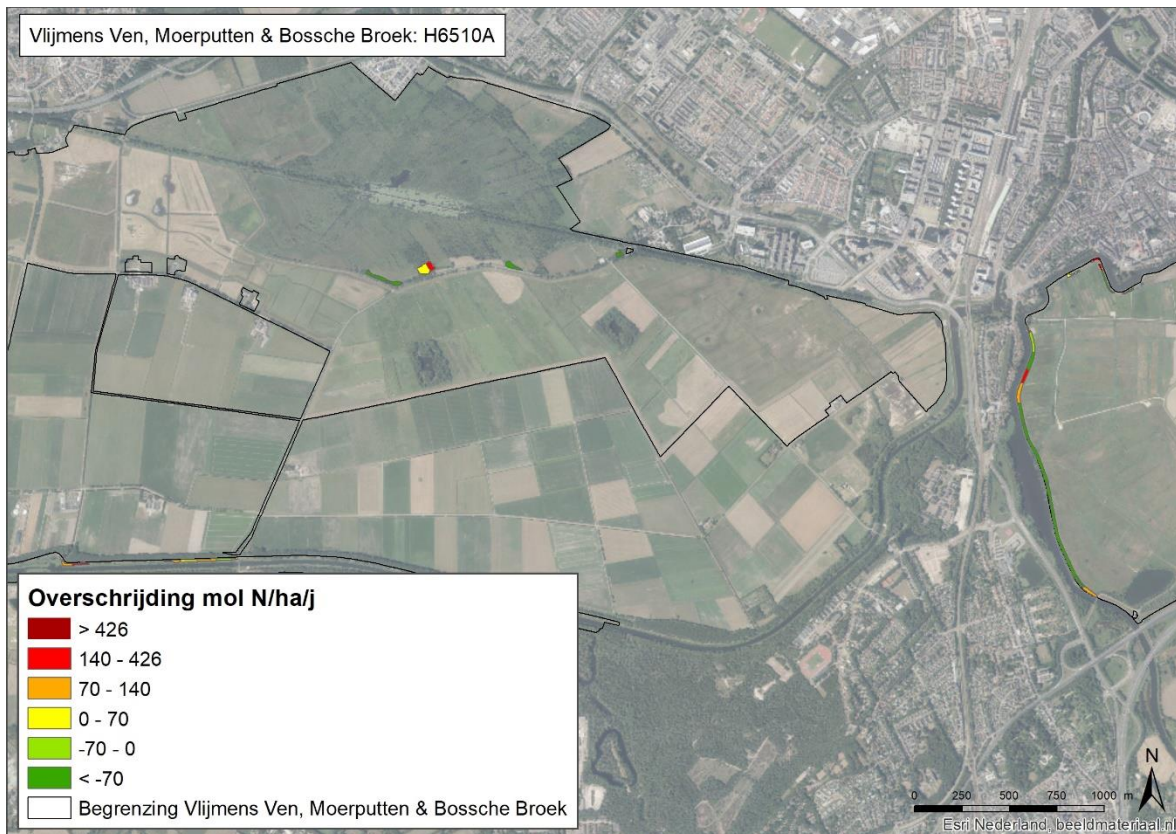 Vlijmens Ven, Moerputten & Bossche Broek: H6510A
Overschrijding mol N/ha/j
> 426
140 - 426
70 - 140
0 - 70
-70 - 0
< -70
Begrenzing Vlijmens Ven, Moerputten & Bossche Broek
N
0 250 500 750 1000 m
Esri Nederland, beeldmateriaal.nl